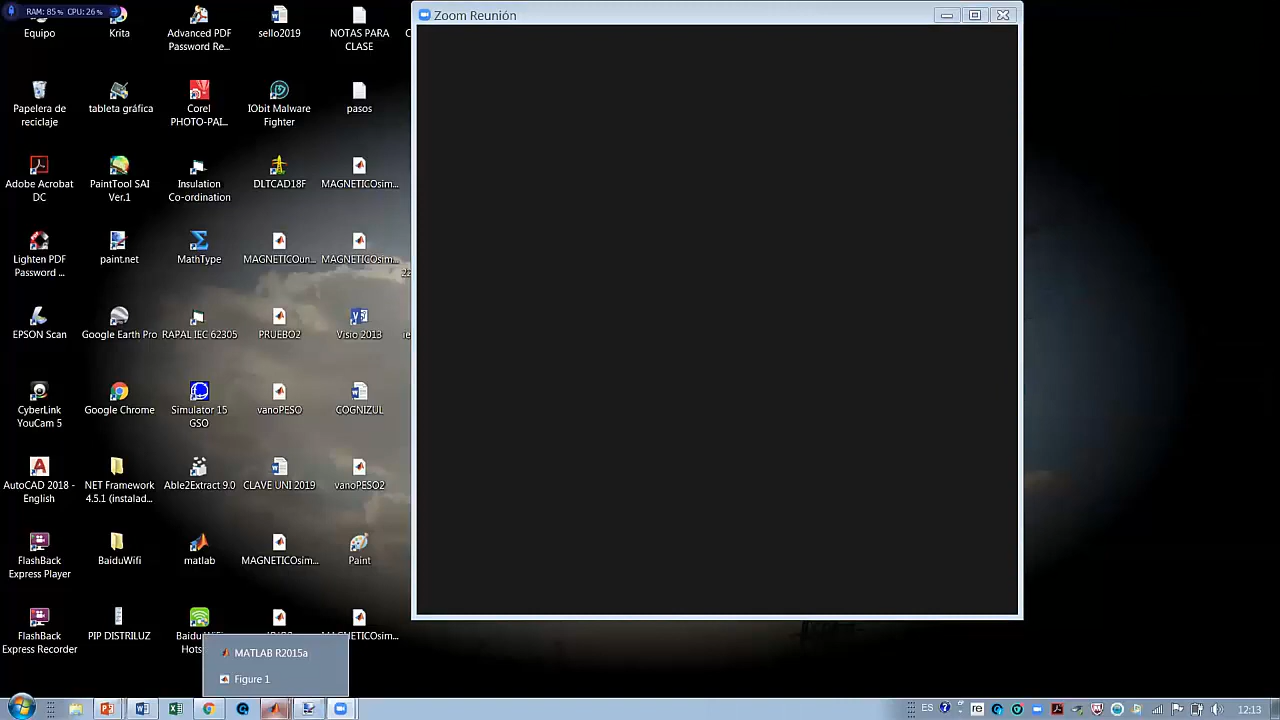 RAM: 85% CPU: 26%
Zoom Reunión
Equipo
Krita
Advanced PDF
Password Re...
sello2019
NOTAS PARA
CLASE
Papelera de
reciclaje
tableta gráfica
Corel
PHOTO-PAI...
IObit Malware
Fighter
pasos
Adobe Acrobat
DC
PaintTool SAI
Ver.1
Insulation
Co-ordination
DLTCAD18F
MAGNETICOsim...
Lighten PDF
Password ...
paint.net
MathType
MAGNETICOun...
MAGNETICOsim...
EPSON Scan
Google Earth Pro
RAPAL IEC 62305
PRUEBO2
Visio 2013
CyberLink
YouCam 5
Google Chrome
Simulator 15
GSO
vanoPESO
COGNIZUL
AutoCAD 2018 -
English
NET Framework
4.5.1 (instalad...
Able2Extract 9.0
CLAVE UNI 2019
vanoPESO2
FlashBack
Express Player
BaiduWifi
matlab
MAGNETICOsim...
Paint
FlashBack
Express Recorder
PIP DISTRILUZ
MAGNETICOsim...
MATLAB R2015a
Figure 1
ES
re
12:13